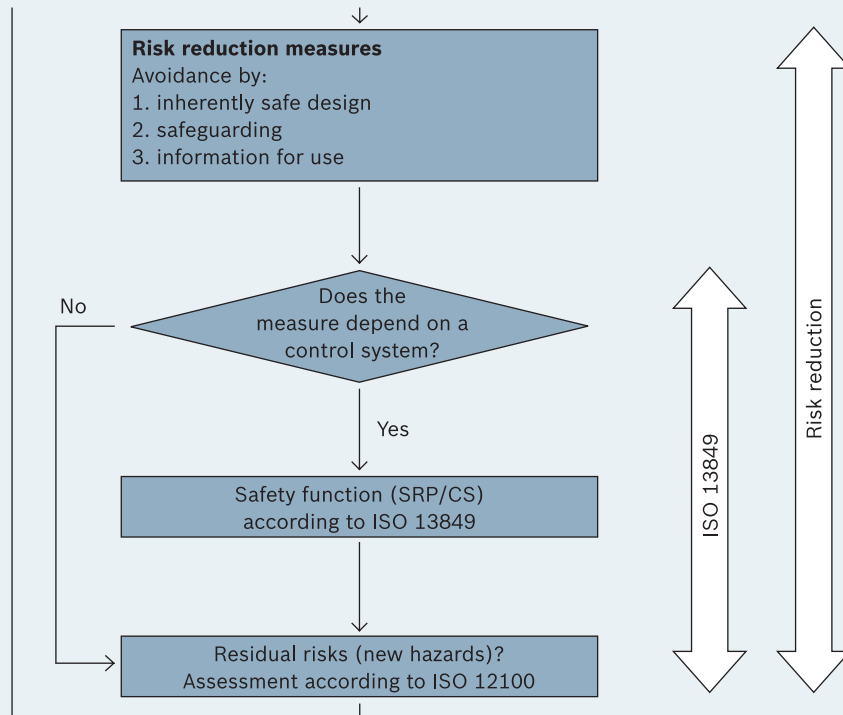 Risk reduction measures
Avoidance by:
1. inherently safe design
2. safeguarding
3. information for use
Does the
measure depend on a
control system?
No
Yes
Safety function (SRP/CS)
according to ISO 13849
Residual risks (new hazards)?
Assessment according to ISO 12100
ISO 13849
Risk reduction